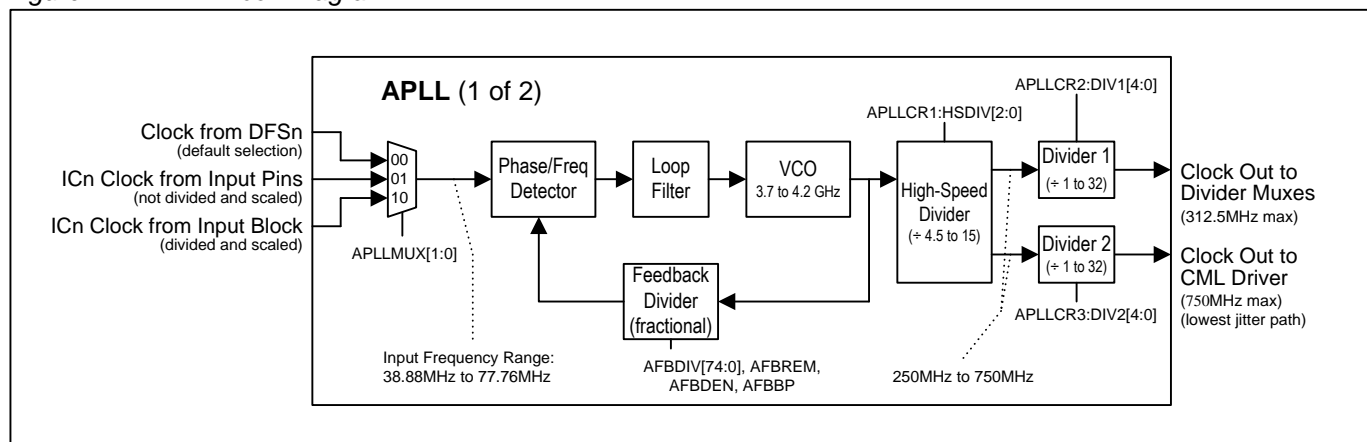 APLL (1 of 2)
Clock from DFSn
(default selection)
ICn Clock from Input Pins
(not divided and scaled)
ICn Clock from Input Block
(divided and scaled)
00
01
10
APLLMUX[1:0]
Phase/Freq
Detector
Loop
Filter
VCO
3.7 to 4.2 GHz
Feedback
Divider
(fractional)
AFBDIV[74:0], AFBREM,
AFBDEN, AFBBP
Input Frequency Range:
38.88MHz to 77.76MHz
APLLCR1:HSDIV[2:0]
High-Speed
Divider
(÷ 4.5 to 15)
250MHz to 750MHz
APLLCR2:DIV1[4:0]
Divider 1
(÷ 1 to 32)
Divider 2
(÷ 1 to 32)
APLLCR3:DIV2[4:0]
Clock Out to
Divider Muxes
(312.5MHz max)
Clock Out to
CML Driver
(750MHz max)
(lowest jitter path)